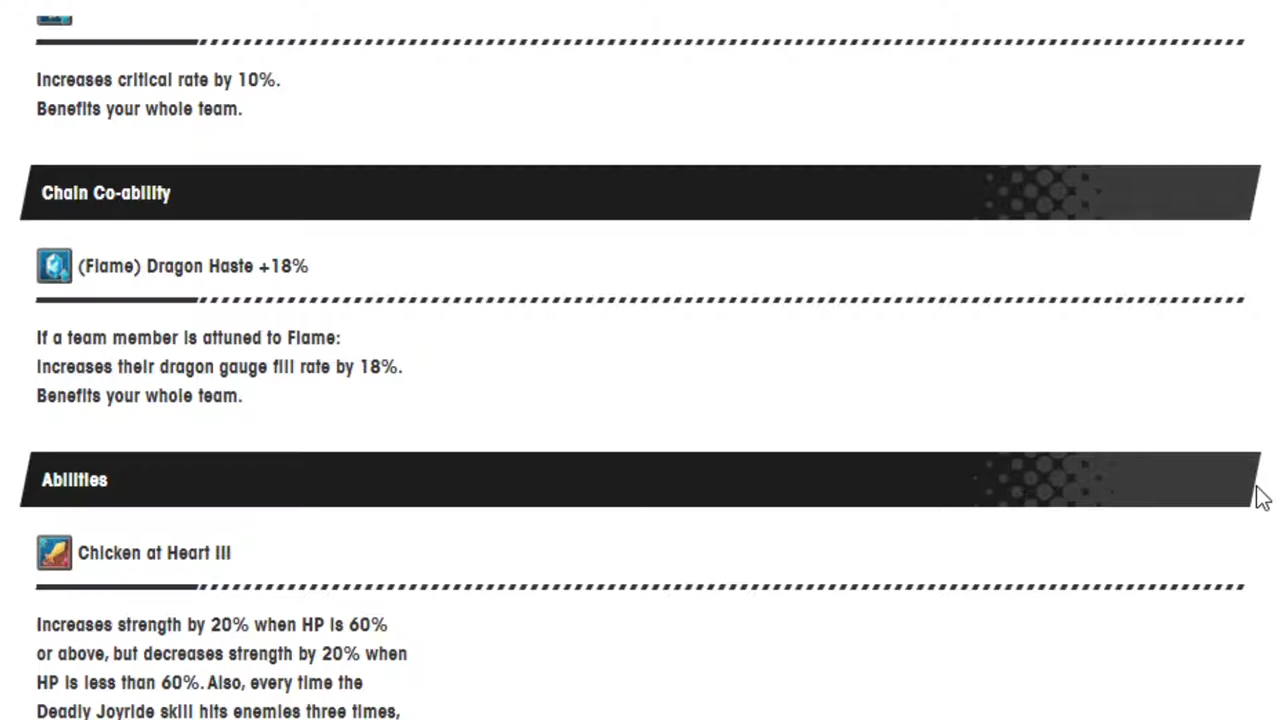 Increases critical rate by 10%.
Benefits your whole team.
Chain Co-ability
(Flame) Dragon Haste +18%
If a team member is attuned to Flame:
increases their dragon gauge fill rate by 18%.
Benefits your whole team.
Abilities
Chicken at Heart III
Increases strength by 20% when HP is 60%
or above, but decreases strength by 20% when
HP is less than 60%. Also, every time the
Deadly Joyride skill hits enemies three times,